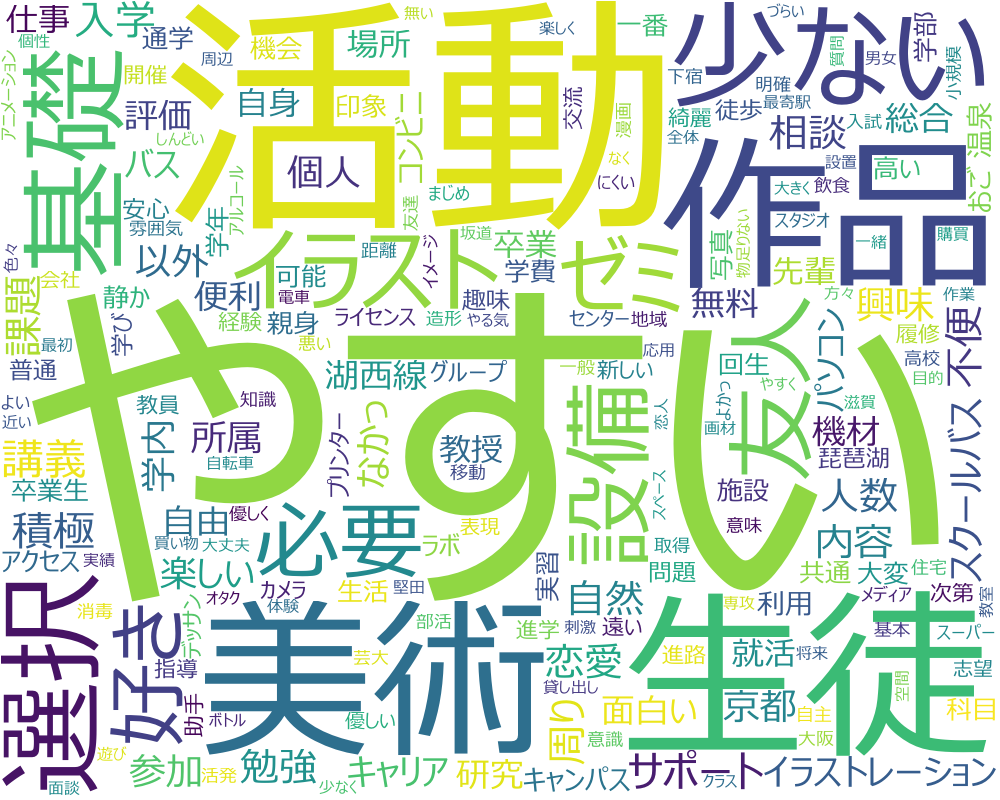 仕事
入学
通学
機会
場所
無い
楽しく
一番
少ない
づらい
学部
個性
周辺
アニメーション
基礎
開催
活動
下宿
質問
男女
小規模
評価
自身
印象
交流
漫画
明確
最寄駅
しんどい
アルコール
コンビニ
綺麗
徒歩
バス
個人
全体
相談
入試
総合
温泉
おご
なく
にくい
作品
設置
高い
大きく
飲食
安心
雰囲気
学年
友達
まじめ
スタジオ
一緒
購買
色々
以外
イラスト
距離
坂道
卒業
ゼミ
写真
物足りない
先輩
イメージ
会社
静か
便利
可能
電車
学費
無料
興味
方々
作業
課題
学び
経験
親身
ライセンス
趣味
造形
やる気
センター
地域
友人
履修
不便
最初
悪い
応用
パソコン
普通
やすい
湖西線
グループ
一般
新しい
回生
高校
目的
よい
近い
教員
知識
なかっ
設備
恋人
よかっ
やすく
滋賀
画材
講義
学内
所属
プリンター
教授
移動
機材
琵琶湖
スクールバス
卒業生
自転車
スペース
施設
人数
積極
自由
優しく
必要
表現
意味
アクセス
実績
買い物
大丈夫
ラボ
取得
内容
楽しい
実習
問題
共通
大変
住宅
選択
オタク
カメラ
生活
堅田
自然
専攻
利用
メディア
次第
教室
消毒
好き
デッサン
体験
美術
部活
進学
刺激
遠い
生徒
基本
スーパー
指導
芸大
恋愛
進路
就活
将来
志望
助手
ボトル
優しい
貸し出し
空間
周り
面白い
京都
自主
科目
意識
大阪
遊び
参加
活発
勉強
キャリア
研究
キャンパス
サポート
クラス
イラストレーション
面談
少なく